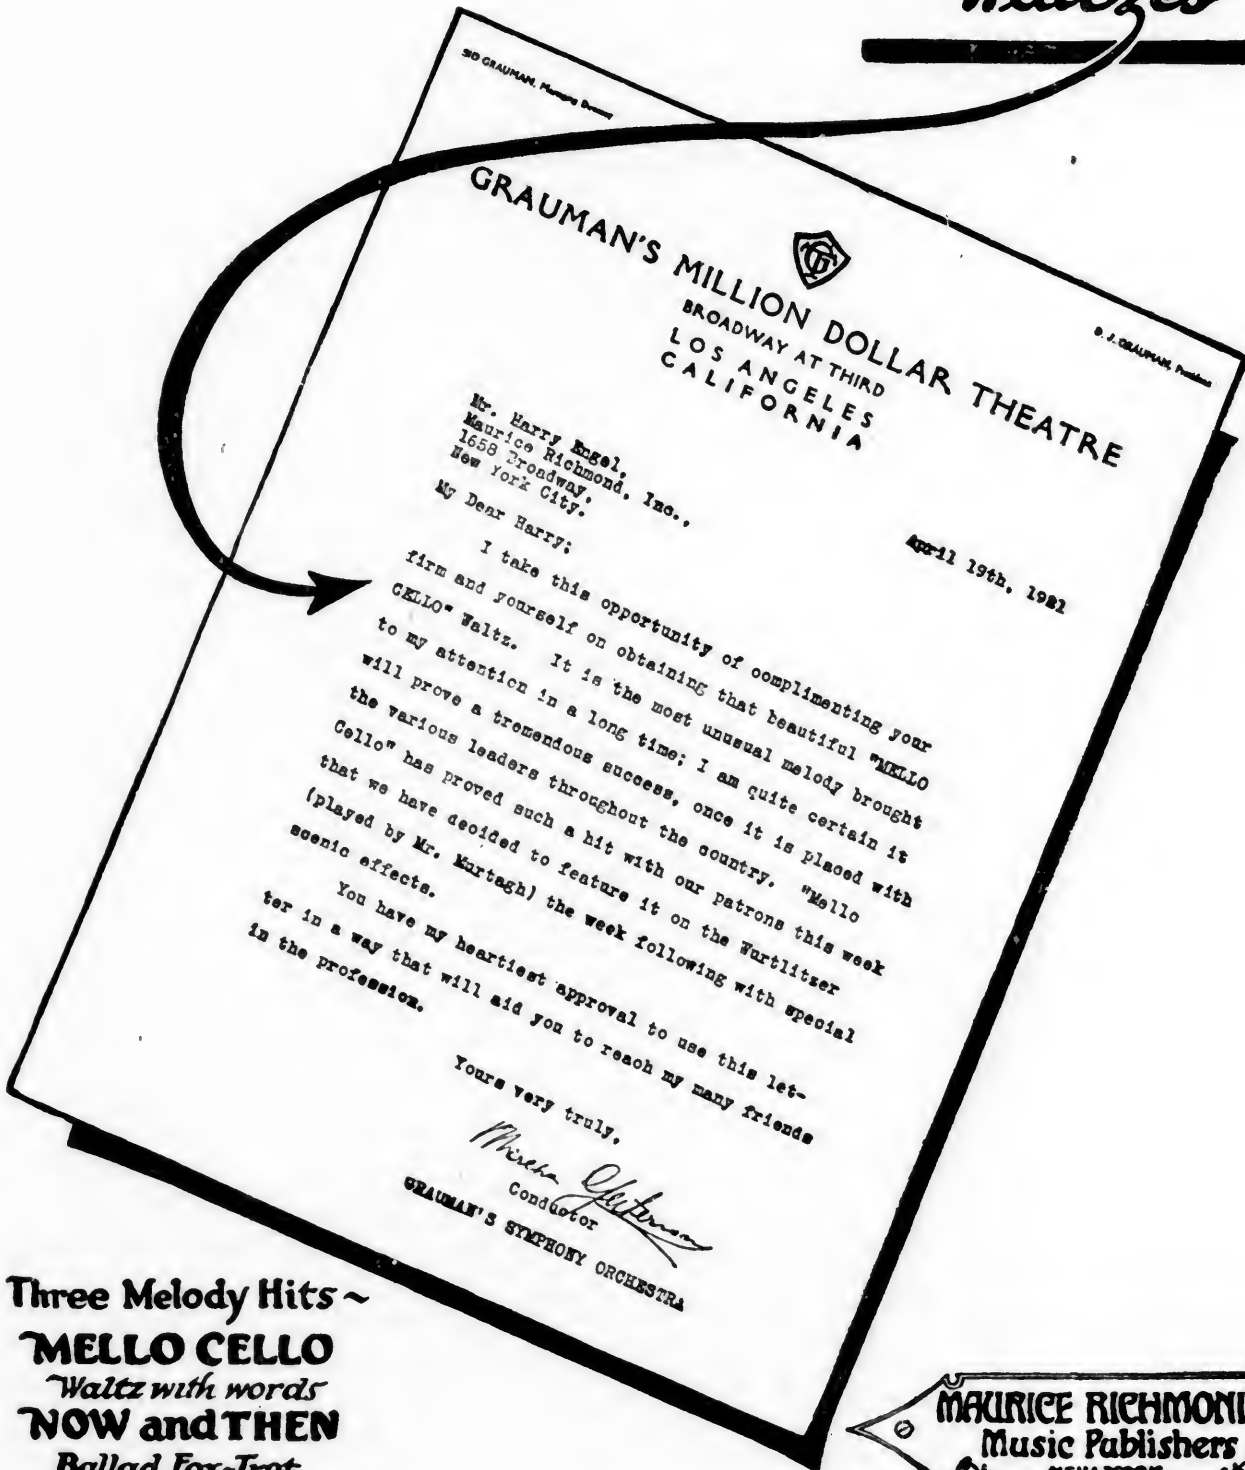 Waltzes
SID GRAUMAN, Managing Director
GRAUMAN'S MILLION DOLLAR THEATRE
BROADWAY AT THIRD
LOS ANGELES
CALIFORNIA
D. J. GRAUMAN, President
Mr. Harry Engel,
Maurice Richmond, Inc.,
1658 Broadway,
New York City.
April 19th, 1921
My Dear Harry;
I take this opportunity of complimenting your
firm and yourself on obtaining that beautiful "MELLO
CELLO" Waltz. It is the most unusual melody brought
to my attention in a long time; I am quite certain it
will prove a tremendous success, once it is placed with
the various leaders throughout the country. "Mello
Cello" has proved such a hit with our patrons this week
that we have decided to feature it on the Wurtlitzer
(played by Mr. Murtagh) the week following with special
scenic effects.
You have my heartiest approval to use this let-
ter in a way that will aid you to reach my many friends
in the profession.
Yours very truly,
Mischa
Conductor
GRAUMAN'S SYMPHONY ORCHESTRA
Three Melody Hits ~
MELLO CELLO
Waltz with words
NOW and THEN
Ballad Fox-Trot
MAURICE RICHMOND
Music Publishers